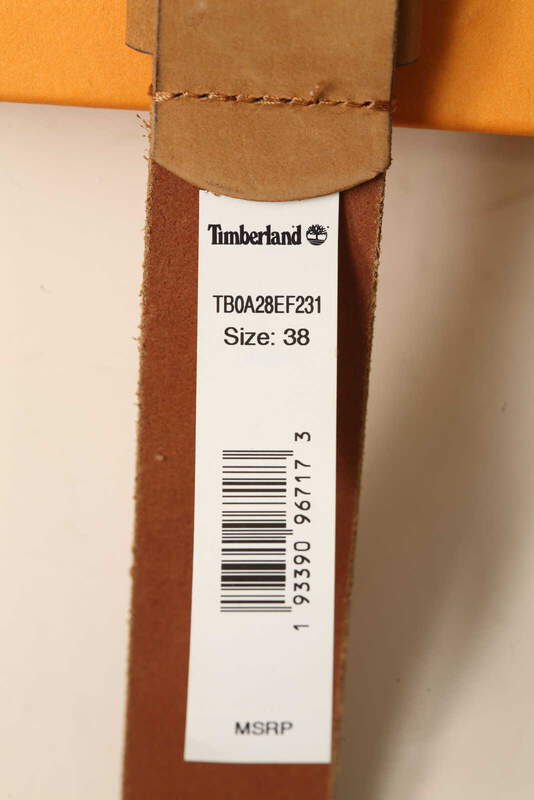 Timberland
TB0A28EF231
Size: 38
1 93390 96717 3
MSRP